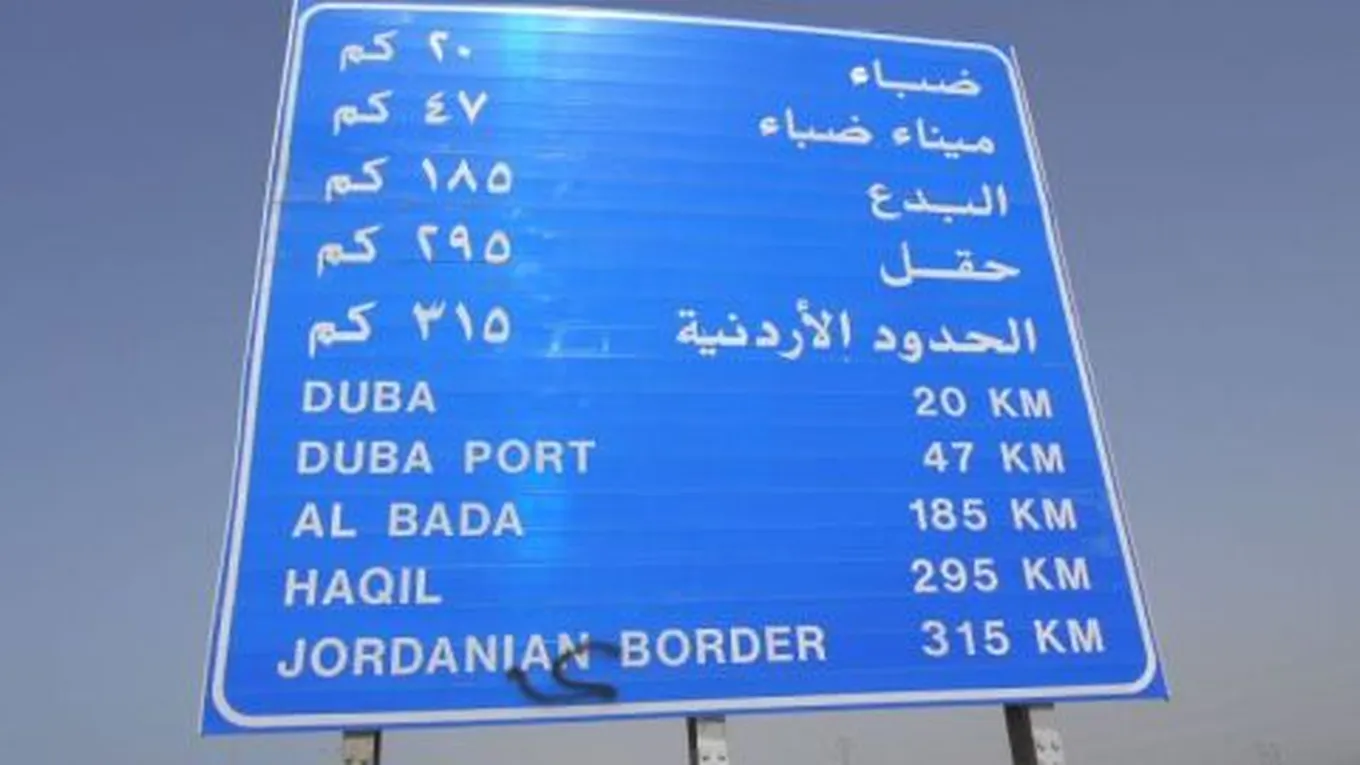 ضباء ٢٠ كم
ميناء ضباء ٤٧ كم
البدع ١٨٥ كم
حقل ٢٩٥ كم
الحدود الأردنية ٣١٥ كم
DUBA 20 KM
DUBA PORT 47 KM
AL BADA 185 KM
HAQIL 295 KM
JORDANIAN BORDER 315 KM